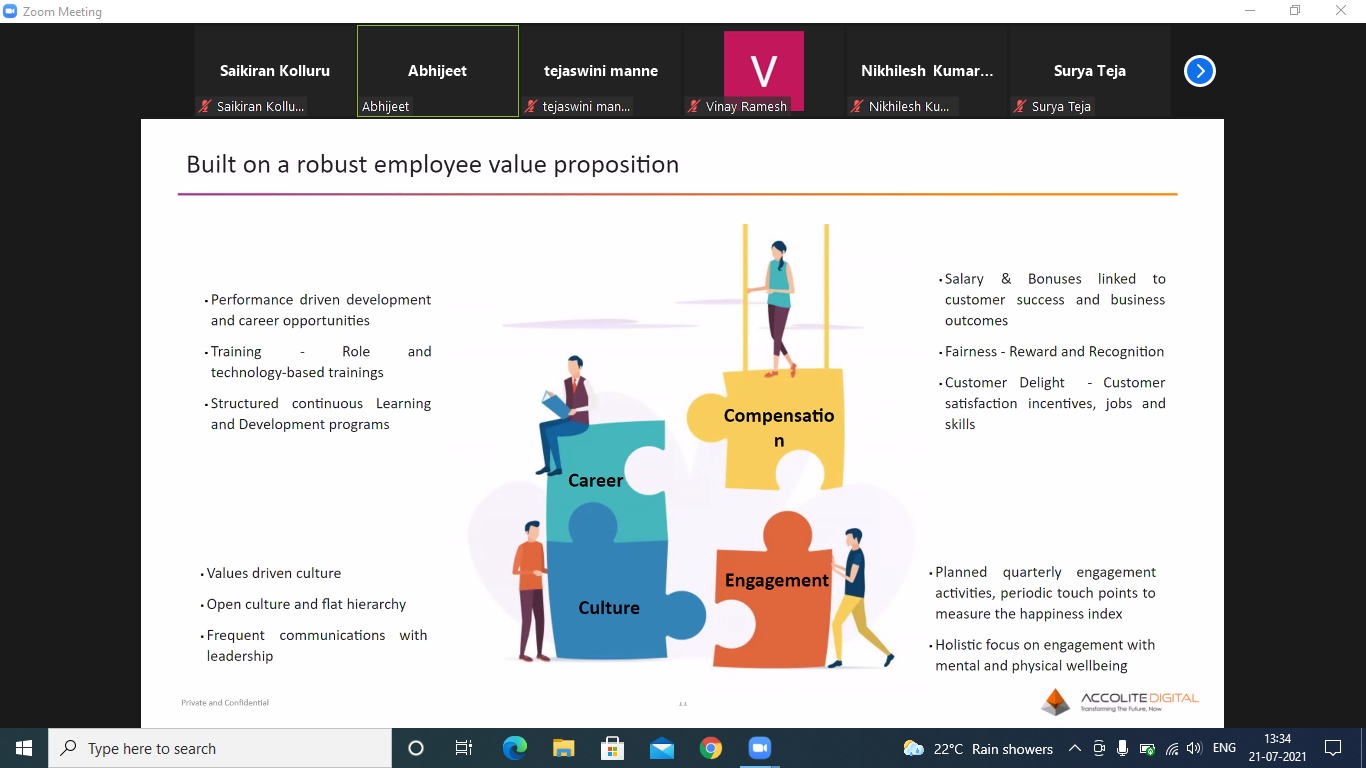 Zoom Meeting
Saikiran Kolluru
Abhijeet
tejaswini manne
V
Nikhilesh Kumar...
Surya Teja
Saikiran Kollu...
Abhijeet
tejaswini man...
Vinay Ramesh
Nikhilesh Ku...
Surya Teja
Built on a robust employee value proposition
▪ Performance driven development
and career opportunities
▪ Training - Role and
technology-based trainings
▪ Structured continuous Learning
and Development programs
▪ Salary & Bonuses linked to
customer success and business
outcomes
▪ Fairness - Reward and Recognition
▪ Customer Delight - Customer
satisfaction incentives, jobs and
skills
Compensatio
n
Career
Culture
Engagement
▪ Values driven culture
▪ Open culture and flat hierarchy
▪ Frequent communications with
leadership
▪ Planned quarterly engagement
activities, periodic touch points to
measure the happiness index
▪ Holistic focus on engagement with
mental and physical wellbeing
Private and Confidential
11
ACCOLITE DIGITAL
Transforming The Future, Now
Type here to search
22°C Rain showers
ENG
13:34
21-07-2021